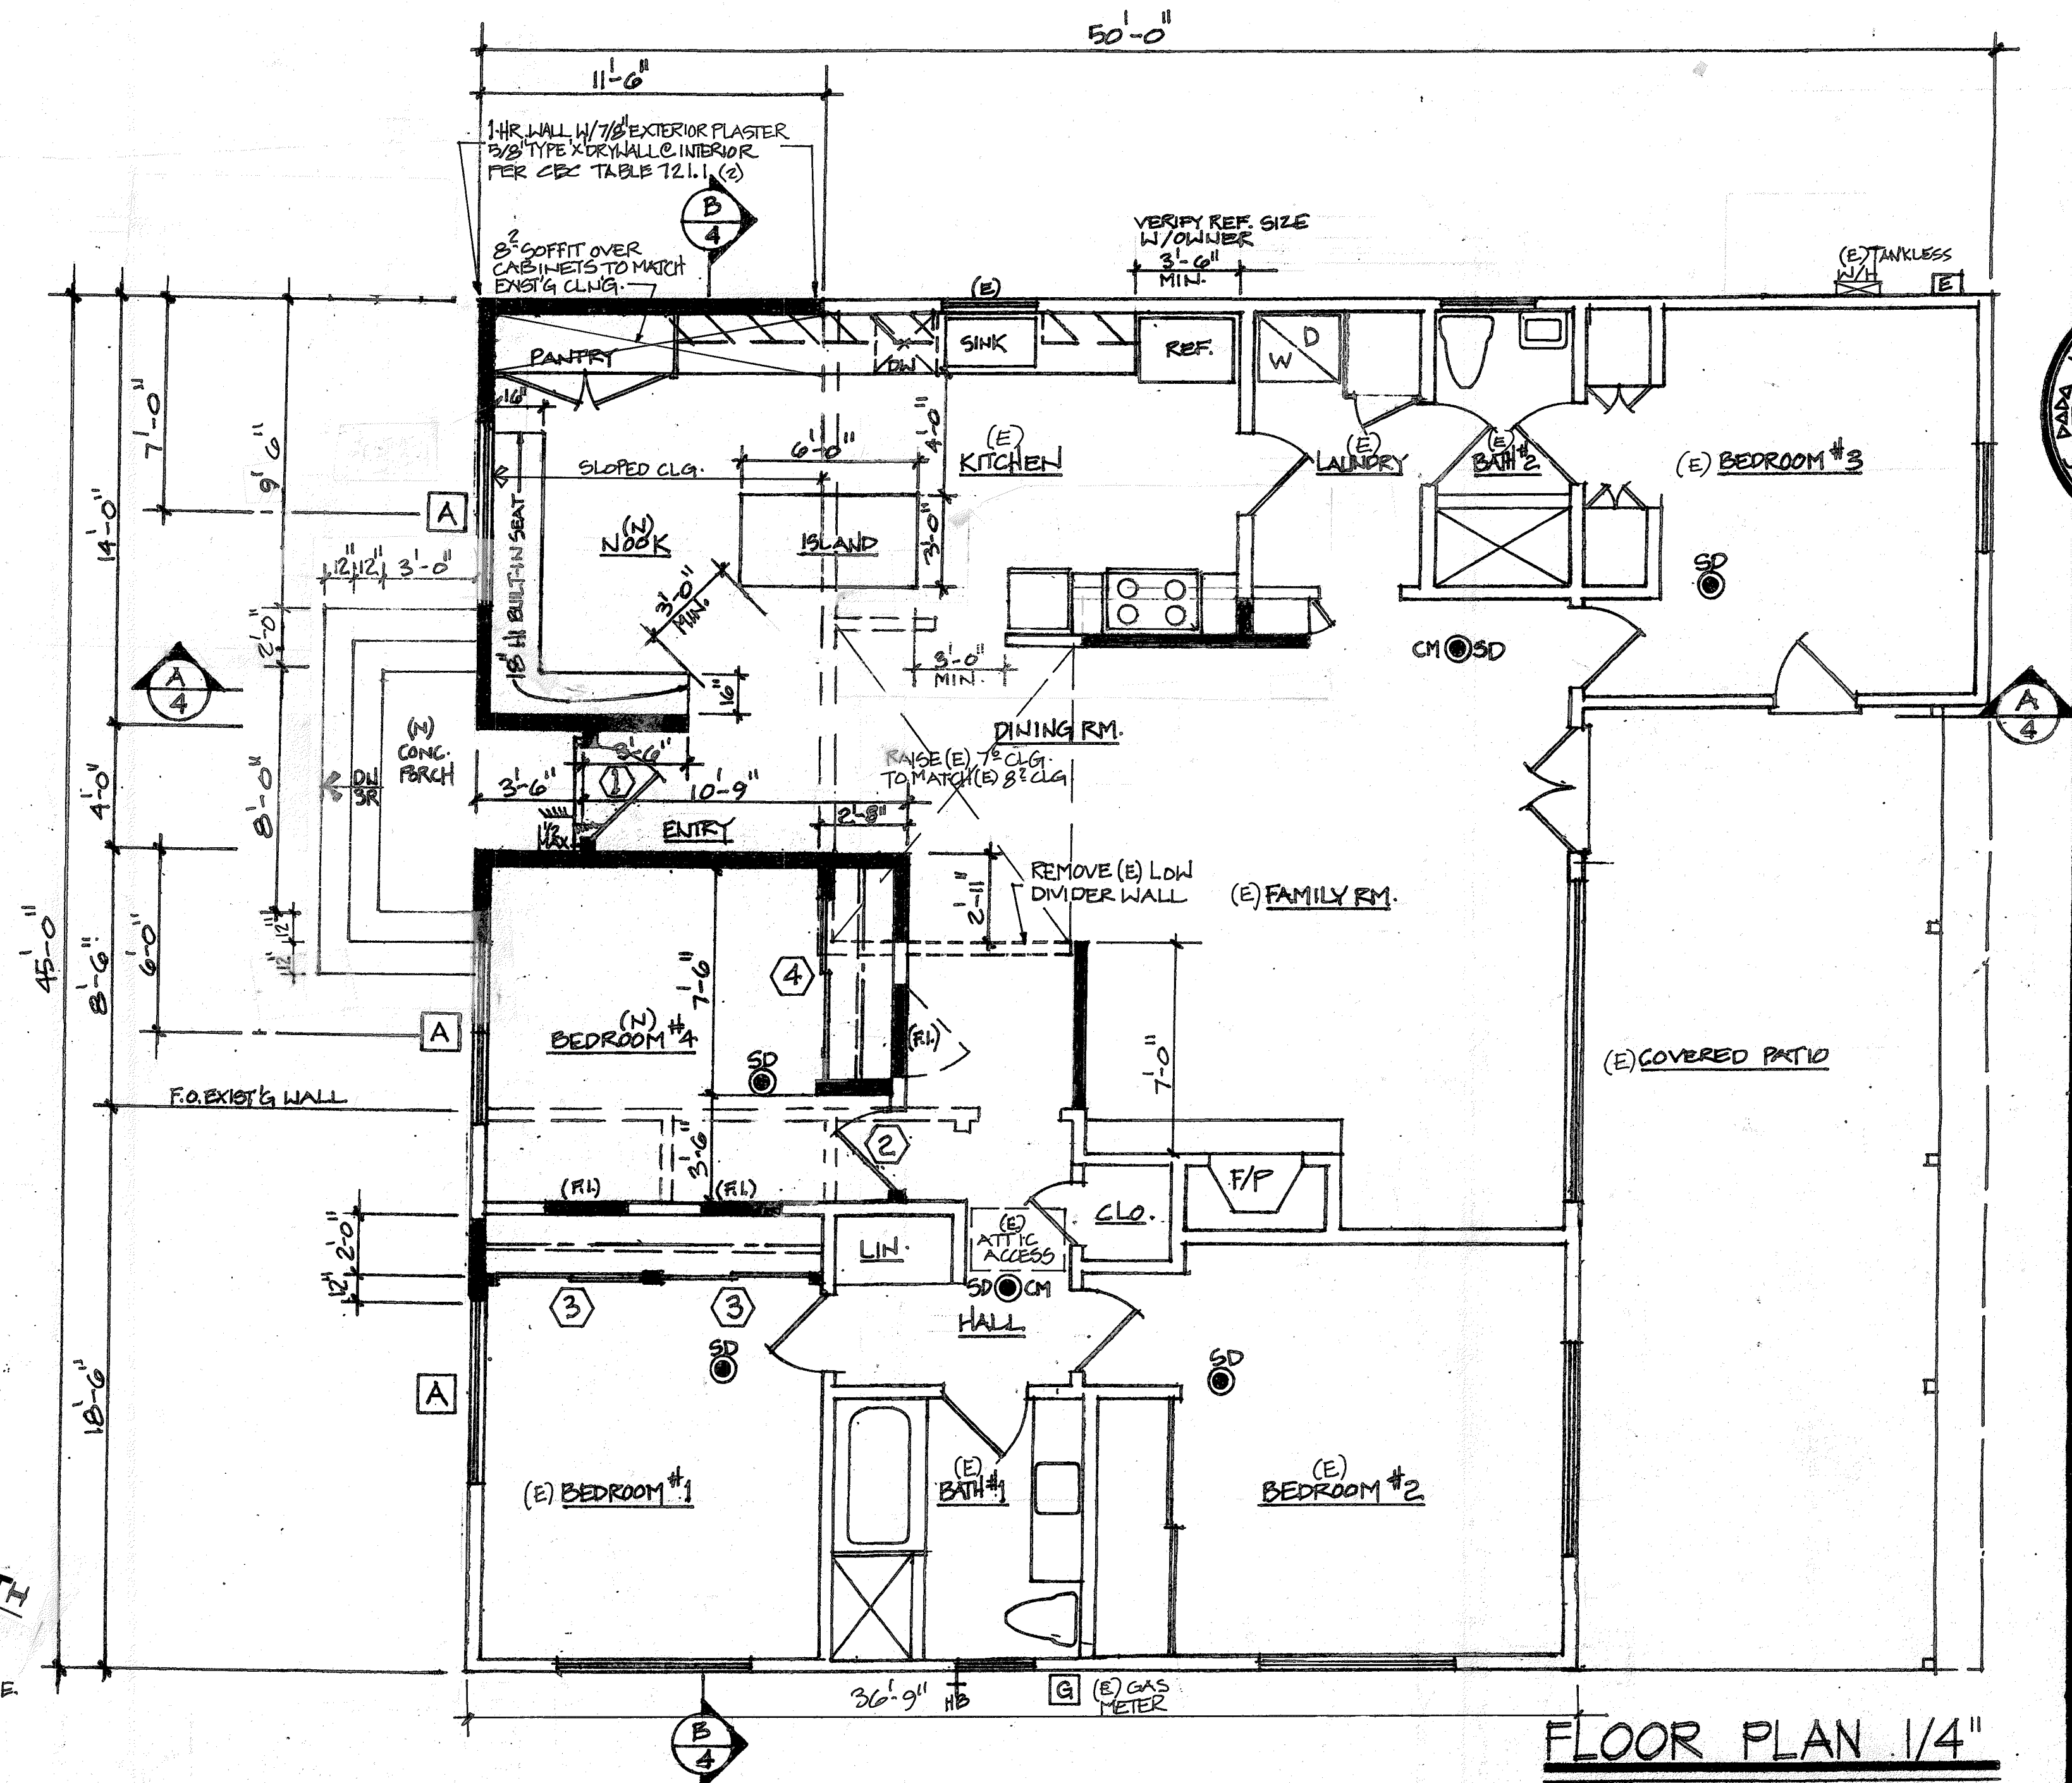 50'-0"
11'-6"
1-HR. WALL W/ 7/8" EXTERIOR PLASTER
5/8" TYPE 'X' DRYWALL @ INTERIOR
PER CBC TABLE 721.1 (2)
B
4
8² SOFFIT OVER
CABINETS TO MATCH
EXIST'G CLN'G.
VERIFY REF. SIZE
W/OWNER
3'-6"
MIN.
(E)
(E) TANKLESS
W/H
E
PANTRY
DW
SINK
REF.
W
D
16"
7'-0"
9' 6"
14'-0"
6'-0"
4'-0"
SLOPED CLG.
(E)
KITCHEN
(E)
LAUNDRY
(E)
BATH #2
(E) BEDROOM #3
A
18" H BUILT-IN SEAT
(N)
NOOK
ISLAND
3'-0"
12" 12" 3'-0"
3'-0"
MIN.
SD
2'-0"
3'-0"
MIN.
CM SD
A
4
16"
A
4
(N)
CONC.
PORCH
DINING RM.
RAISE (E) 7⁶ CLG.
TO MATCH (E) 8² CLG
3'-6"
1
DN
3R
3'-6"
10'-9"
2'-8"
4'-0"
8'-0"
1/2
MAX
ENTRY
REMOVE (E) LOW
DIVIDER WALL
2'-11"
(E) FAMILY RM.
45'-0"
8'-6"
6'-0"
12"
12"
4
7'-6"
(N)
BEDROOM #4
A
(F.I.)
SD
7'-0"
(E) COVERED PATIO
F.O. EXIST'G WALL
2
3'-6"
(F.I.)
(F.I.)
F/P
CLO.
LIN.
(E)
ATTIC
ACCESS
2'-0"
12"
SD CM
3
3
HALL
SD
SD
A
18'-6"
(E) BEDROOM #1
(E)
BATH #1
(E)
BEDROOM #2
36'-9"
HB
G
(E) GAS
METER
B
4
E.
FLOOR PLAN 1/4"